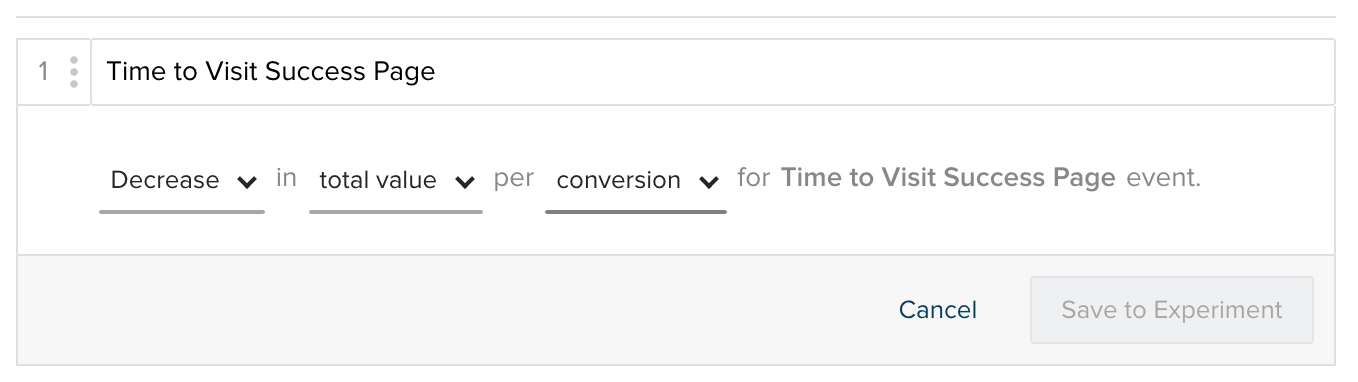 1 Time to Visit Success Page
Decrease in total value per conversion for Time to Visit Success Page event.
Cancel Save to Experiment